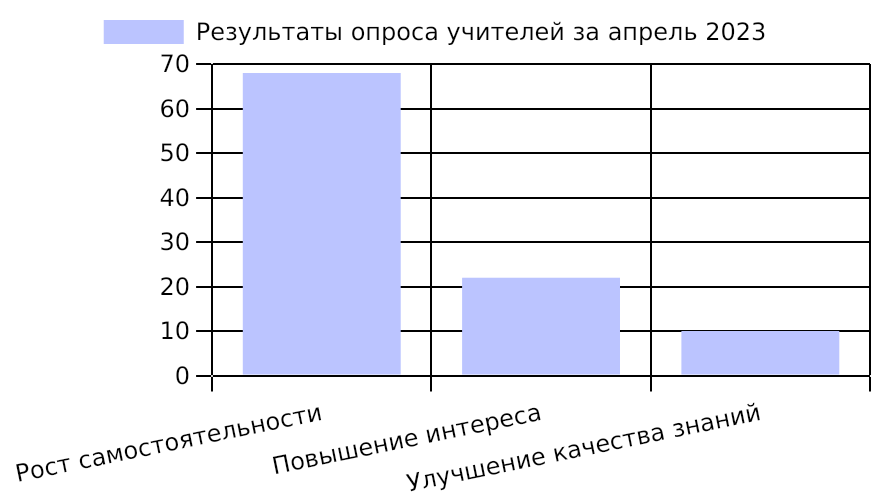 Результаты опроса учителей за апрель 2023
70
60
50
40
30
20
10
0
Рост самостоятельности
Повышение интереса
Улучшение качества знаний